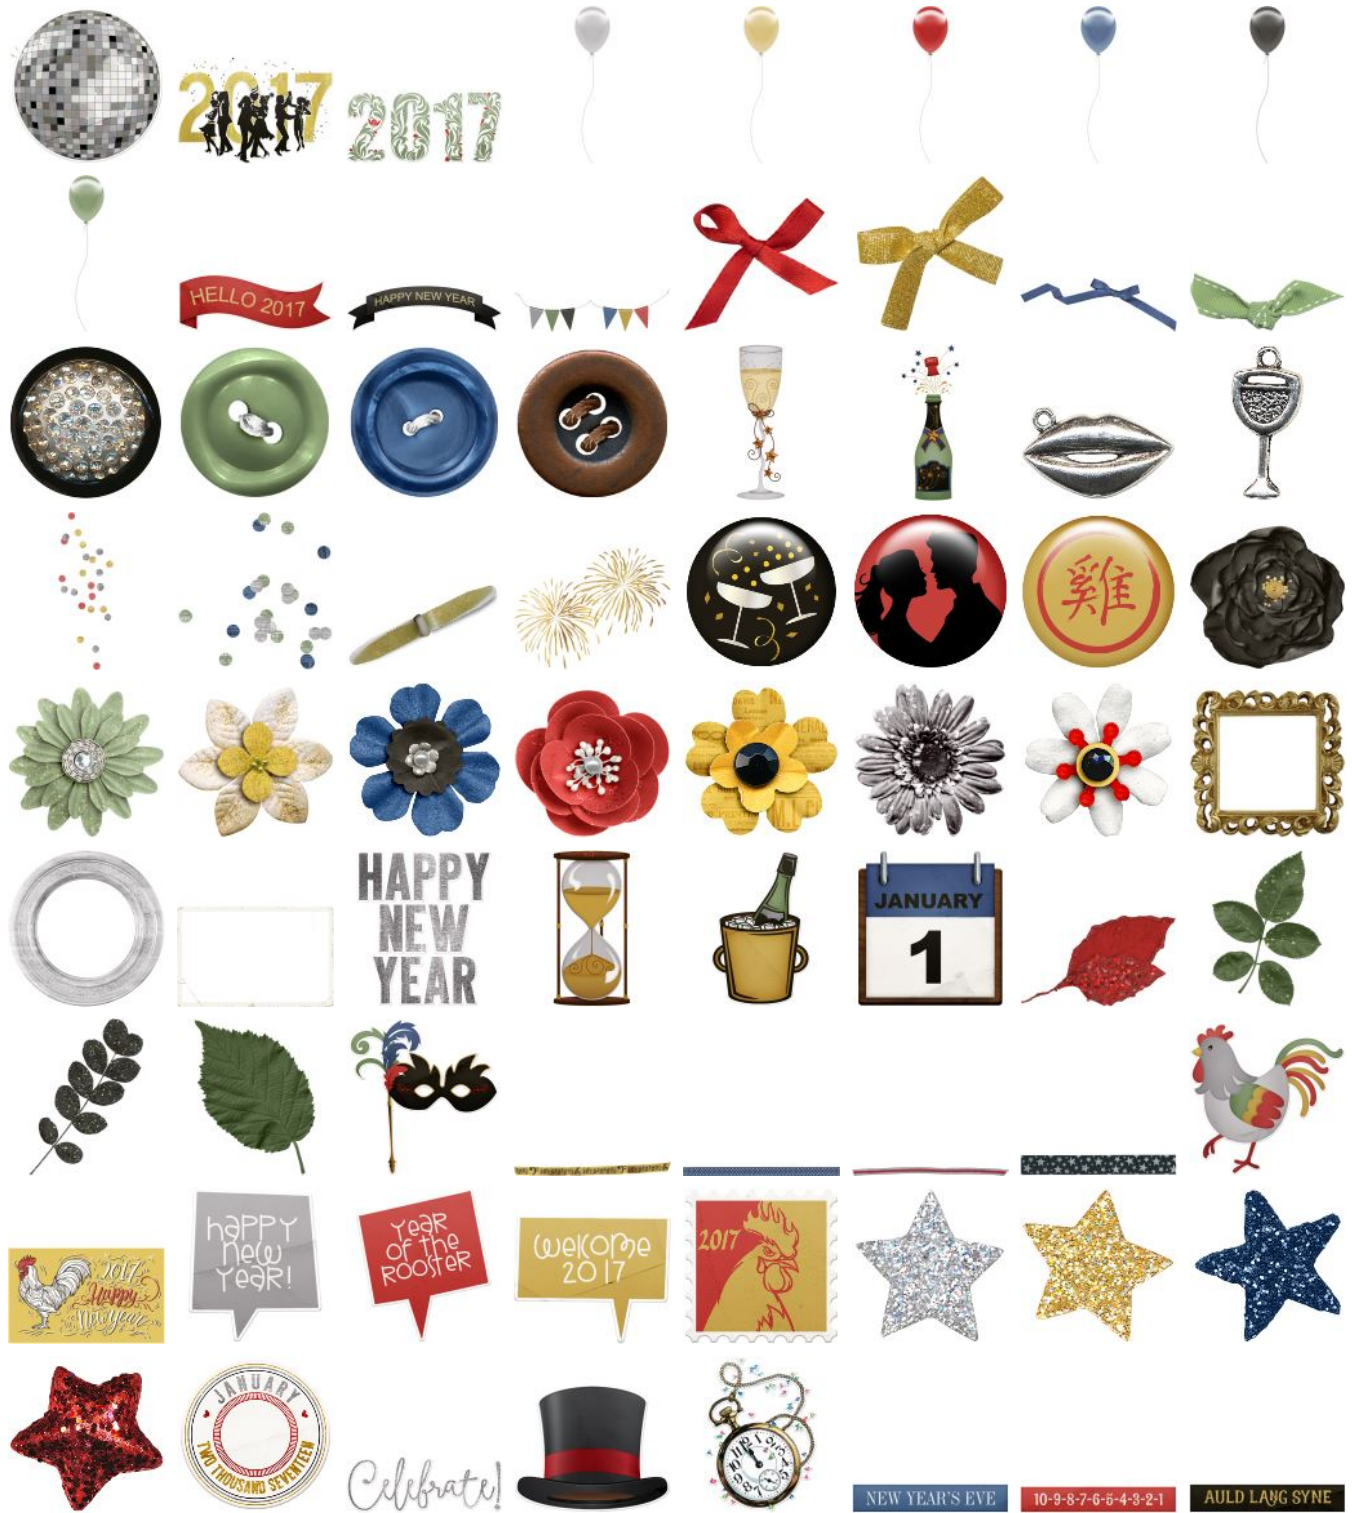 2017
2017
HELLO 2017
HAPPY NEW YEAR
雞
HAPPY
NEW
YEAR
JANUARY
1
2017
Happy
New Year
HAPPY
New
Year!
Year
OF THE
ROOSTER
Welcome
2017
2017
JANUARY
TWO THOUSAND SEVENTEEN
Celebrate!
NEW YEAR'S EVE
10-9-8-7-6-5-4-3-2-1
AULD LANG SYNE